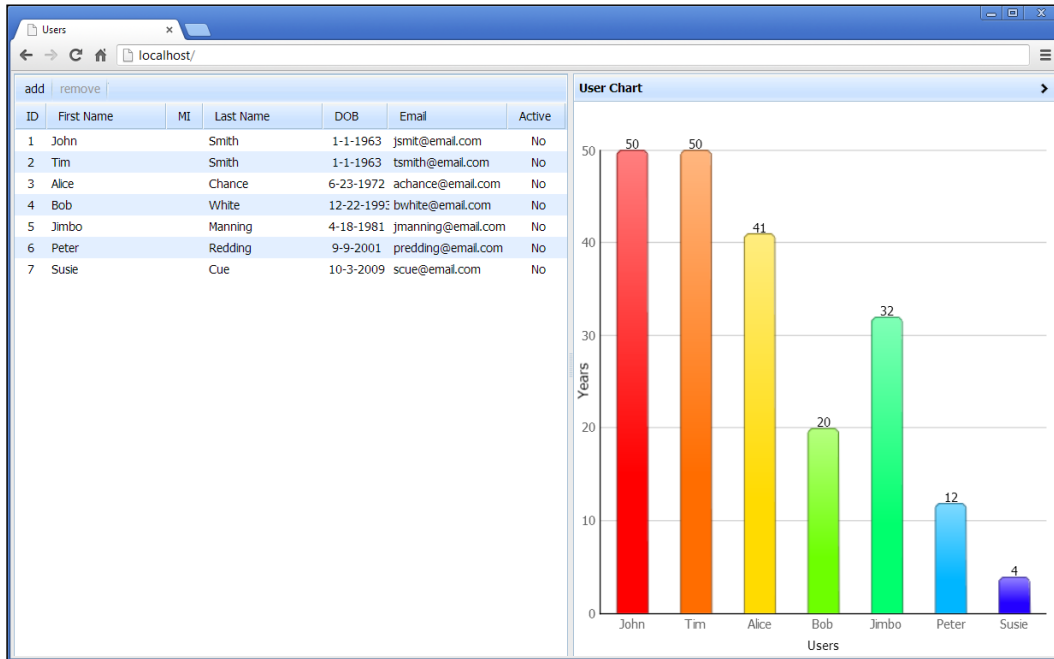 Users
localhost/
add remove
ID First Name MI Last Name DOB Email Active
1 John Smith 1-1-1963 jsmit@email.com No
2 Tim Smith 1-1-1963 tsmith@email.com No
3 Alice Chance 6-23-1972 achance@email.com No
4 Bob White 12-22-199 bwhite@email.com No
5 Jimbo Manning 4-18-1981 jmanning@email.com No
6 Peter Redding 9-9-2001 predding@email.com No
7 Susie Cue 10-3-2009 scue@email.com No
User Chart
50 50 41 20 32 12 4
50
40
30
20
10
0
Years
John Tim Alice Bob Jimbo Peter Susie
Users